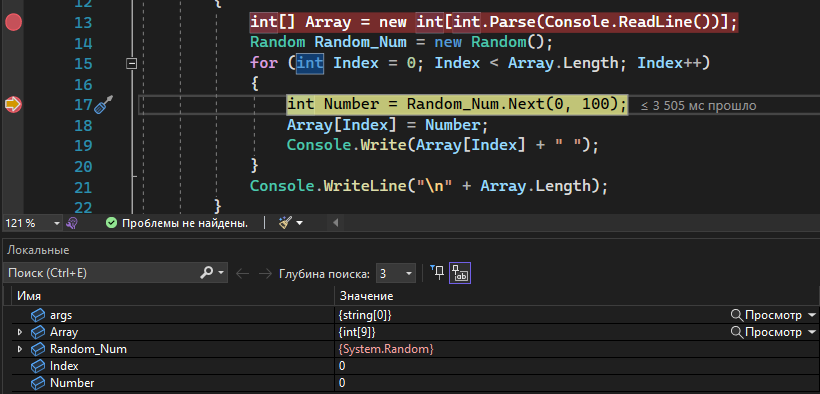 12 {
13 int[] Array = new int[int.Parse(Console.ReadLine())];
14 Random Random_Num = new Random();
15 for (int Index = 0; Index < Array.Length; Index++)
16 {
17 int Number = Random_Num.Next(0, 100); ≤ 3 505 мс прошло
18 Array[Index] = Number;
19 Console.Write(Array[Index] + " ");
20 }
21 Console.WriteLine("\n" + Array.Length);
22 }
121 % Проблемы не найдены.
Локальные
Поиск (Ctrl+E) Глубина поиска: 3
Имя Значение
args {string[0]} Просмотр
Array {int[9]} Просмотр
Random_Num {System.Random}
Index 0
Number 0